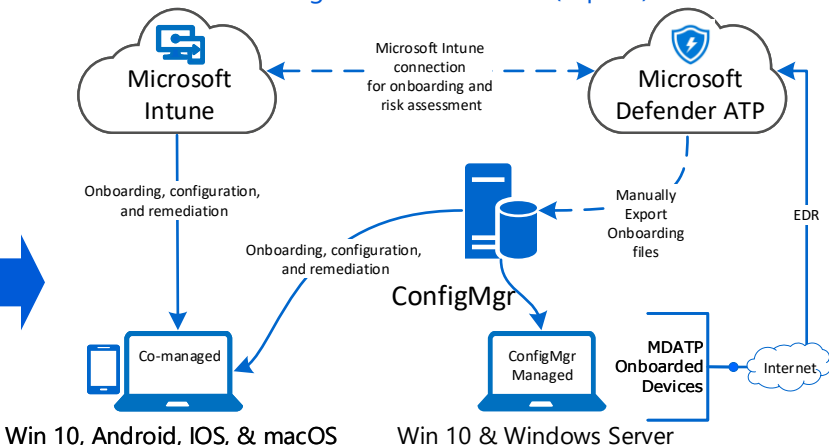 Microsoft
Intune
Microsoft Intune
connection
for onboarding and
risk assessment
Microsoft
Defender ATP
Onboarding, configuration,
and remediation
Manually
Export
Onboarding
files
EDR
Onboarding, configuration,
and remediation
ConfigMgr
Co-managed
ConfigMgr
Managed
MDATP
Onboarded
Devices
Internet
Win 10, Android, IOS, & macOS
Win 10 & Windows Server